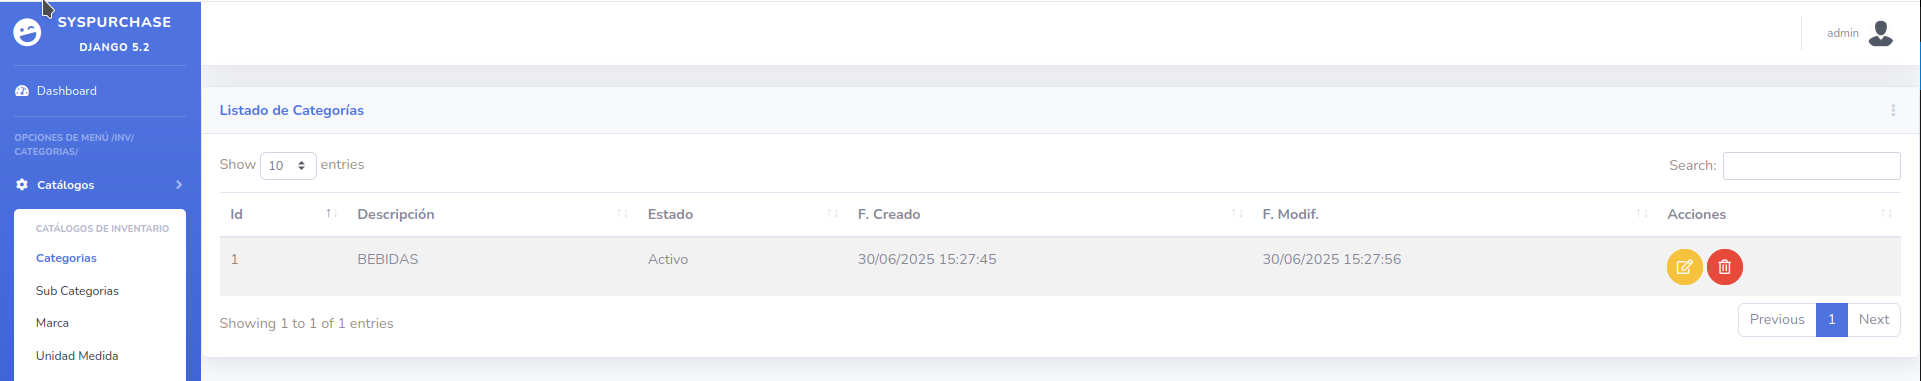 SYSPURCHASE
DJANGO 5.2
admin
Dashboard
OPCIONES DE MENÚ /INV/
CATEGORIAS/
Catálogos
CATÁLOGOS DE INVENTARIO
Categorias
Sub Categorias
Marca
Unidad Medida
Listado de Categorías
Show 10 entries
Search:
Id Descripción Estado F. Creado F. Modif. Acciones
1 BEBIDAS Activo 30/06/2025 15:27:45 30/06/2025 15:27:56
Showing 1 to 1 of 1 entries
Previous 1 Next